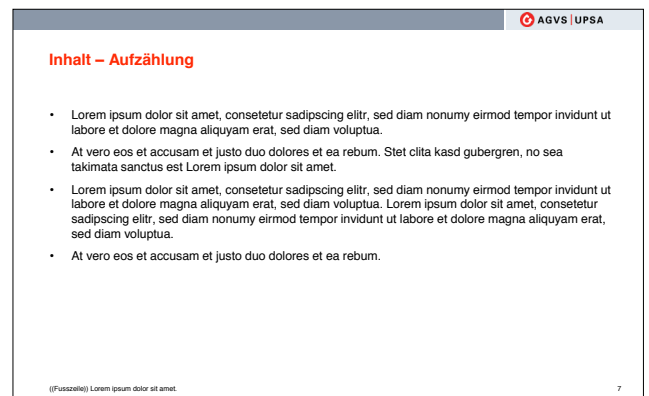 AGVS | UPSA
Inhalt – Aufzählung
• Lorem ipsum dolor sit amet, consetetur sadipscing elitr, sed diam nonumy eirmod tempor invidunt ut
labore et dolore magna aliquyam erat, sed diam voluptua.
• At vero eos et accusam et justo duo dolores et ea rebum. Stet clita kasd gubergren, no sea
takimata sanctus est Lorem ipsum dolor sit amet.
• Lorem ipsum dolor sit amet, consetetur sadipscing elitr, sed diam nonumy eirmod tempor invidunt ut
labore et dolore magna aliquyam erat, sed diam voluptua. Lorem ipsum dolor sit amet, consetetur
sadipscing elitr, sed diam nonumy eirmod tempor invidunt ut labore et dolore magna aliquyam erat,
sed diam voluptua.
• At vero eos et accusam et justo duo dolores et ea rebum.
((Fusszeile)) Lorem ipsum dolor sit amet.
7